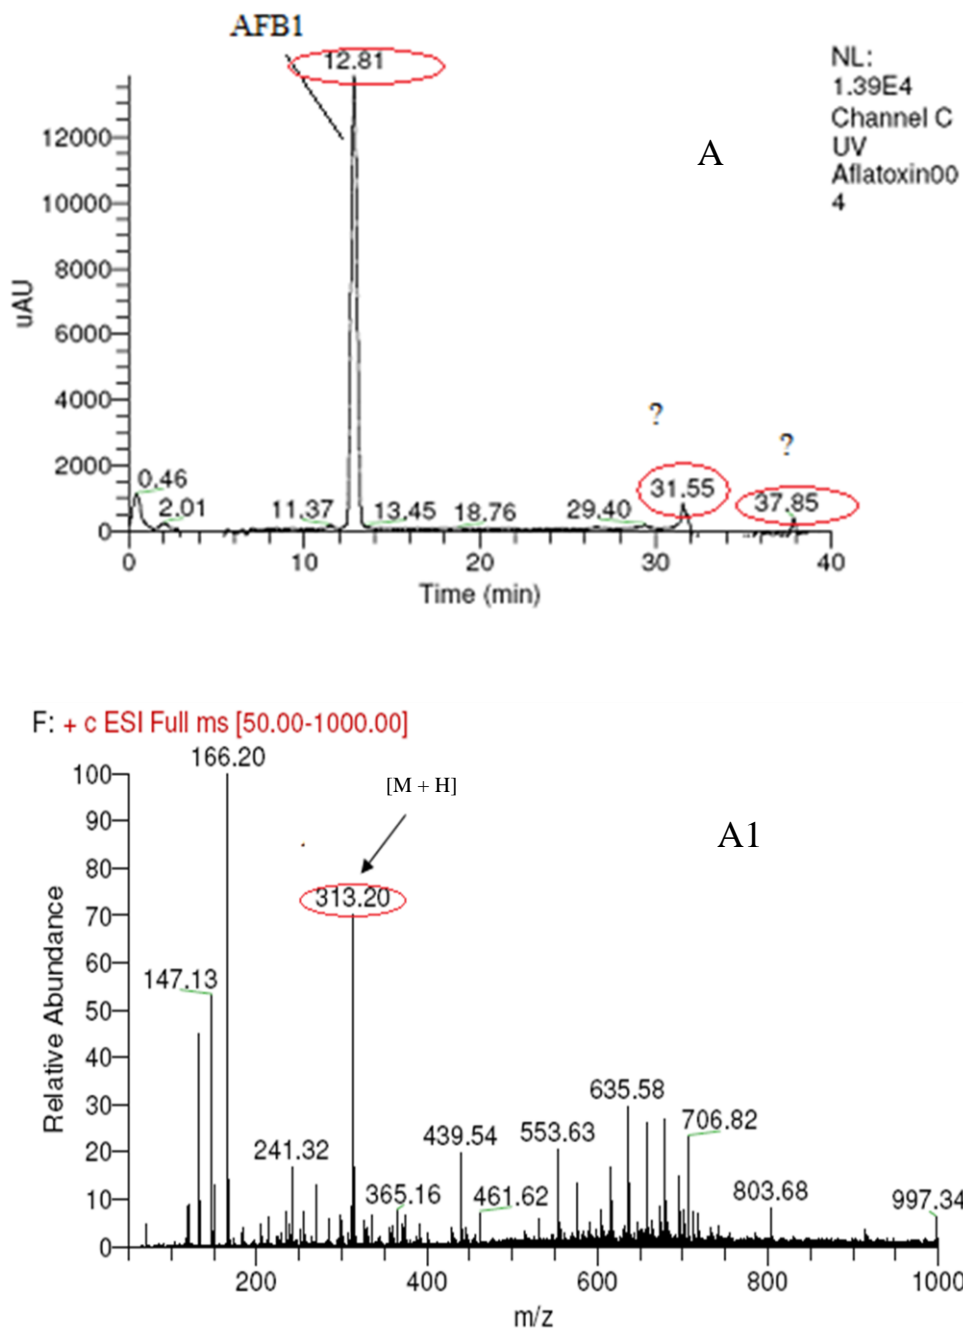 AFB1
12.81
NL:
1.39E4
Channel C
UV
Aflatoxin00
4
A
12000
10000
8000
6000
4000
2000
0
uAU
?
?
0.46
2.01
11.37
13.45
18.76
29.40
31.55
37.85
0 10 20 30 40
Time (min)
F: + c ESI Full ms [50.00-1000.00]
166.20
[M + H]
A1
313.20
147.13
100
90
80
70
60
50
40
30
20
10
0
Relative Abundance
241.32
365.16
439.54
461.62
553.63
635.58
706.82
803.68
997.34
200 400 600 800 1000
m/z